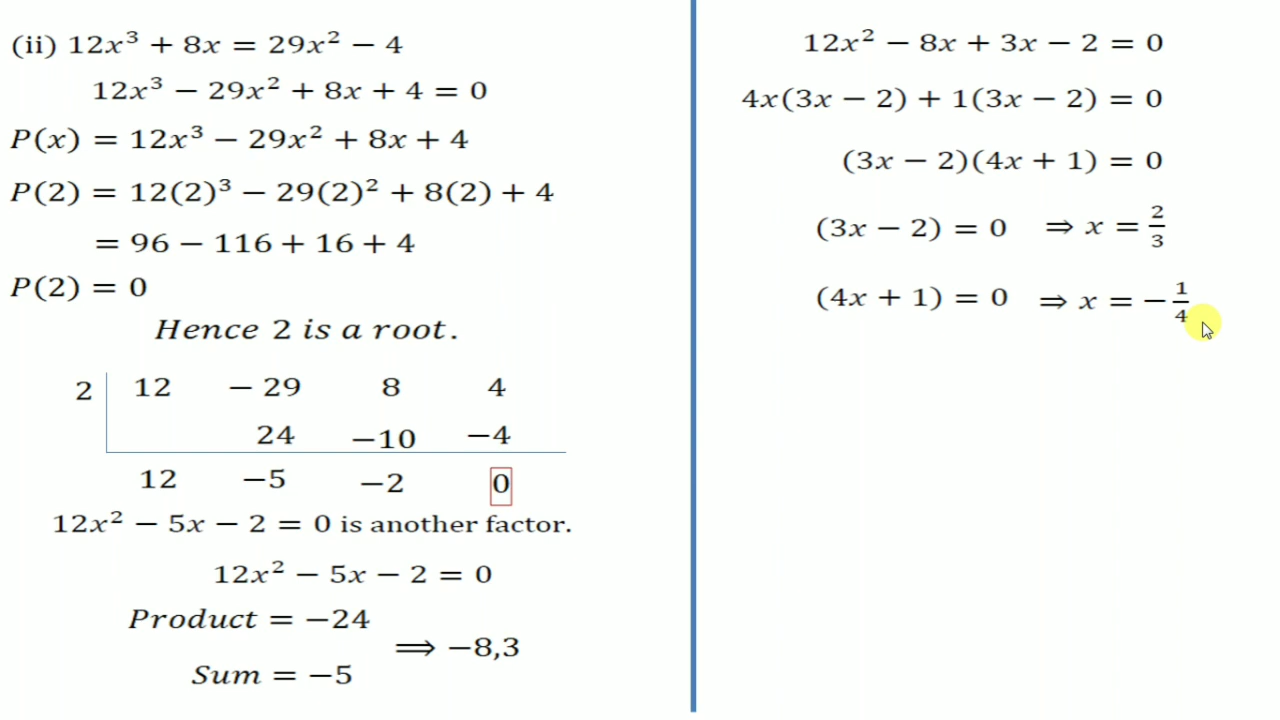 (ii) 12x³ + 8x = 29x² − 4
12x³ − 29x² + 8x + 4 = 0
P(x) = 12x³ − 29x² + 8x + 4
P(2) = 12(2)³ − 29(2)² + 8(2) + 4
= 96 − 116 + 16 + 4
P(2) = 0
Hence 2 is a root.
2 12 − 29 8 4
24 −10 −4
12 −5 −2 0
12x² − 5x − 2 = 0 is another factor.
12x² − 5x − 2 = 0
Product = −24
⟹ −8,3
Sum = −5
12x² − 8x + 3x − 2 = 0
4x(3x − 2) + 1(3x − 2) = 0
(3x − 2)(4x + 1) = 0
(3x − 2) = 0 ⇒ x = 2/3
(4x + 1) = 0 ⇒ x = − 1/4